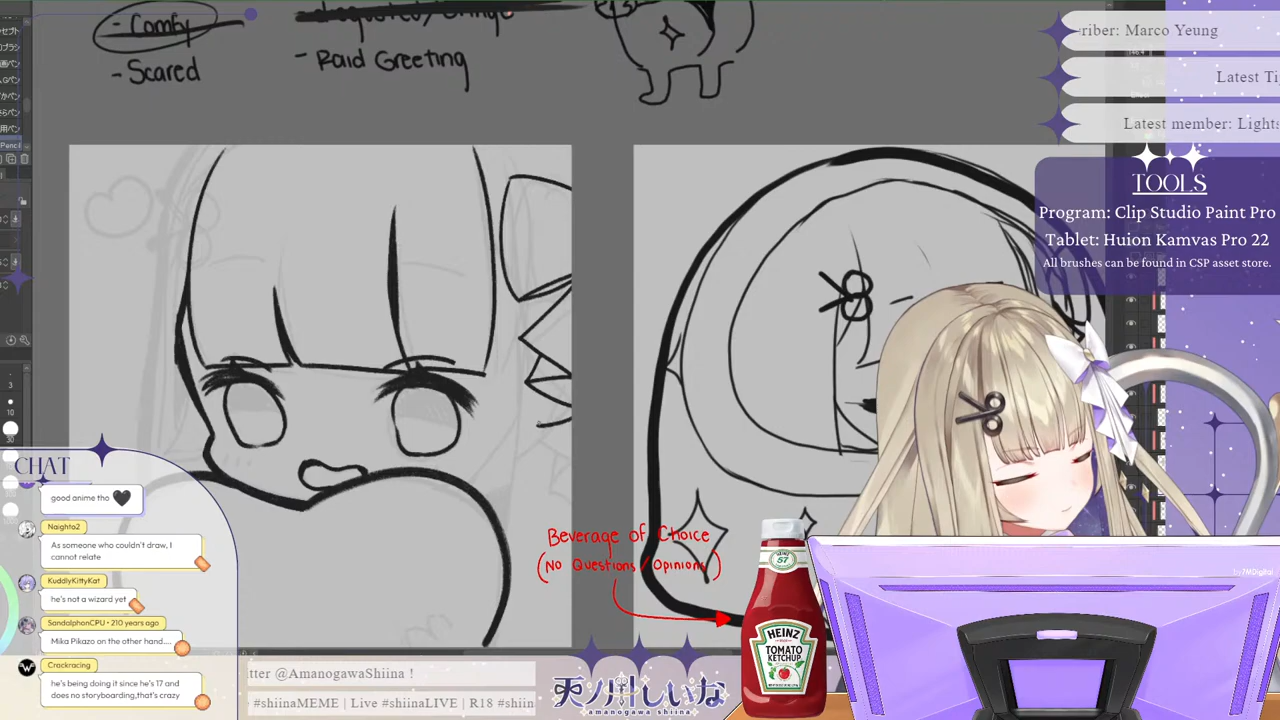 - Comfy
- Scared
- Raid Greeting
riber: Marco Yeung
Latest Ti
Latest member: Lights
TOOLS
Program: Clip Studio Paint Pro
Tablet: Huion Kamvas Pro 22
All brushes can be found in CSP asset store.
CHAT
good anime tho 🖤
Naighto2
As someone who couldn't draw, I
cannot relate
KuddlyKittyKat
he's not a wizard yet
SandalphonCPU • 210 years ago
Mika Pikazo on the other hand....
Crackracing
he's being doing it since he's 17 and
does no storyboarding,that's crazy
Beverage of Choice
(No Questions / Opinions)
57
HEINZ
TOMATO
KETCHUP
itter @AmanogawaShiina !
#shiinaMEME | Live #shiinaLIVE | R18 #shiin
天ノ川しいな
amanogawa shiina